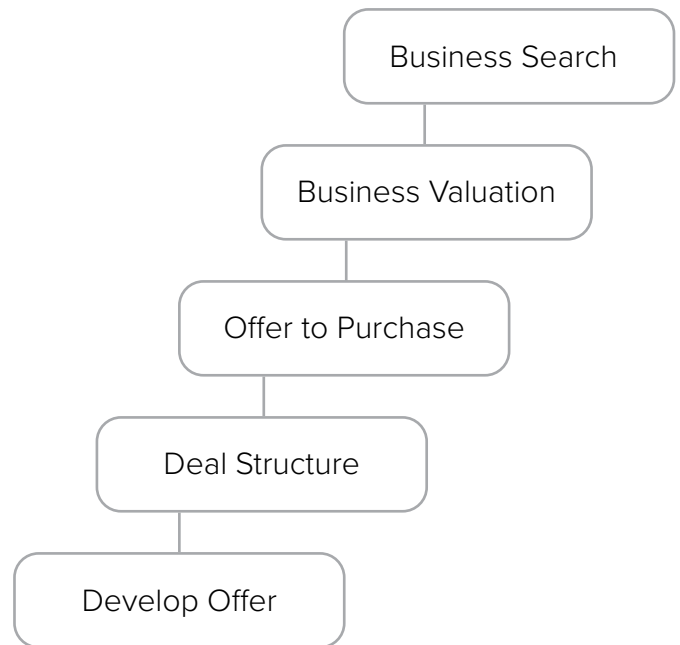 Business Search
Business Valuation
Offer to Purchase
Deal Structure
Develop Offer